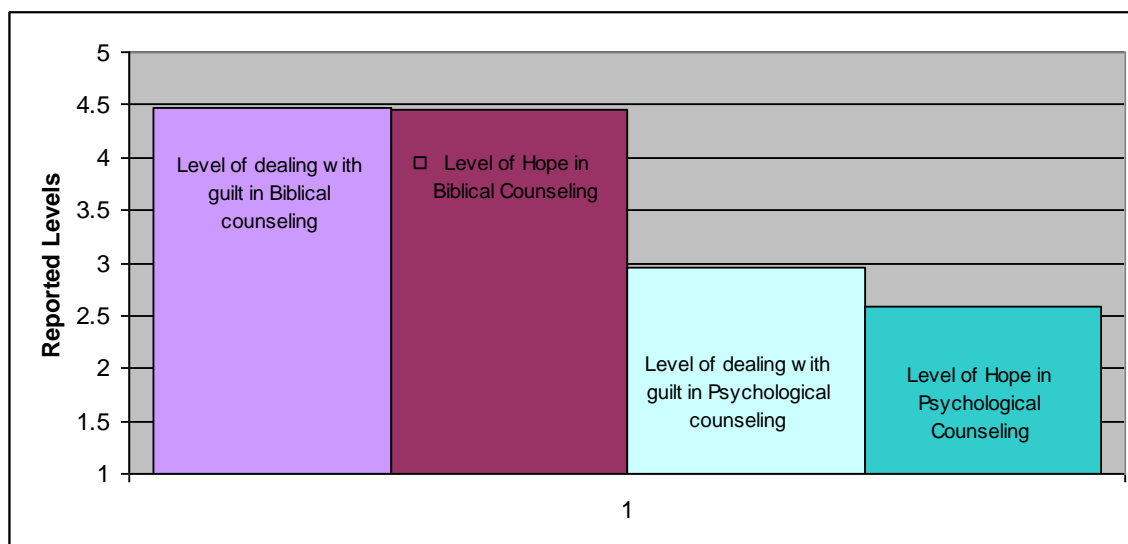 5
4.5
4
3.5
3
2.5
2
1.5
1
Reported Levels
Level of dealing with
guilt in Biblical
counseling
Level of Hope in
Biblical Counseling
Level of dealing with
guilt in Psychological
counseling
Level of Hope in
Psychological
Counseling
1